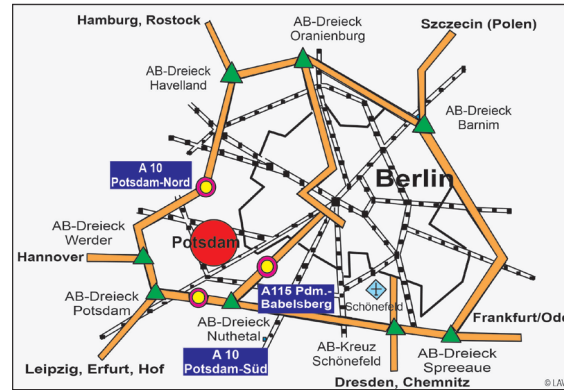 Hamburg, Rostock
AB-Dreieck
Oranienburg
Szczecin (Polen)
AB-Dreieck
Havelland
AB-Dreieck
Barnim
A 10
Potsdam-Nord
Berlin
AB-Dreieck
Werder
Potsdam
Hannover
AB-Dreieck
Potsdam
A115 Pdm.-
Babelsberg
Schönefeld
AB-Dreieck
Nuthetal
Frankfurt/Ode
AB-Kreuz
Schönefeld
AB-Dreieck
Spreeaue
A 10
Potsdam-Süd
Leipzig, Erfurt, Hof
Dresden, Chemnitz
© LAV